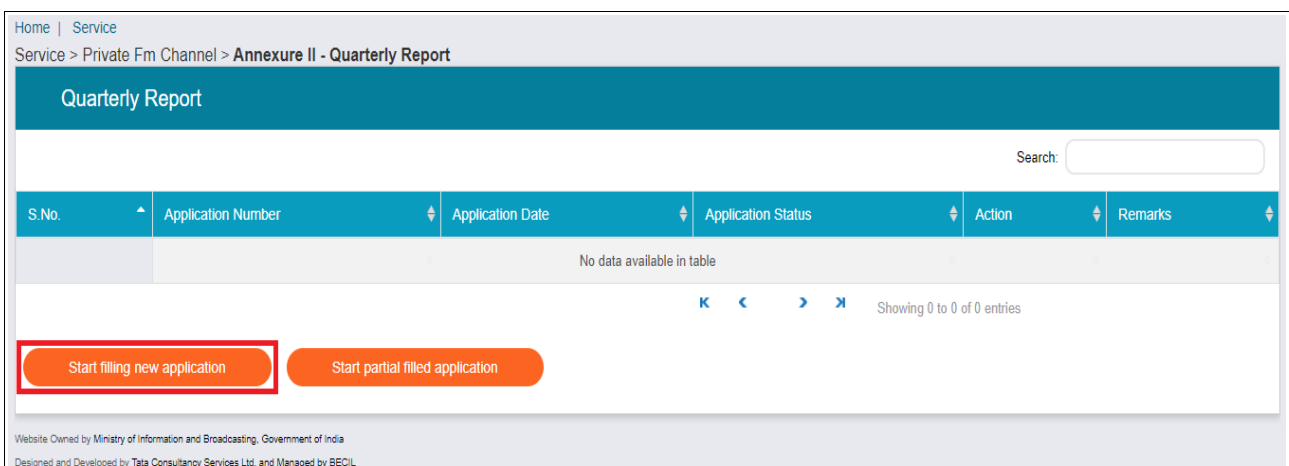 Home | Service
Service > Private Fm Channel > Annexure II - Quarterly Report
Quarterly Report
Search:
S.No. Application Number Application Date Application Status Action Remarks
No data available in table
Showing 0 to 0 of 0 entries
Start filling new application Start partial filled application
Website Owned by Ministry of Information and Broadcasting, Government of India
Designed and Developed by Tata Consultancy Services Ltd. and Managed by BECIL